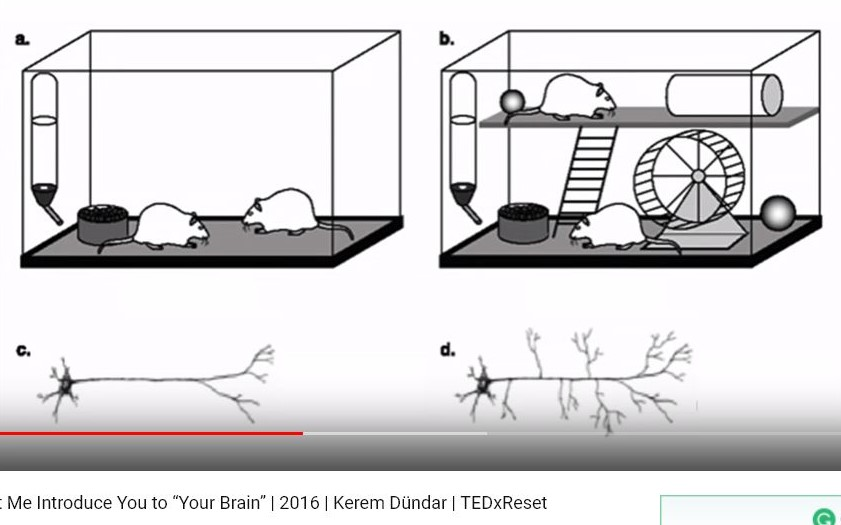 a.
b.
c.
d.
t Me Introduce You to “Your Brain” | 2016 | Kerem Dündar | TEDxReset